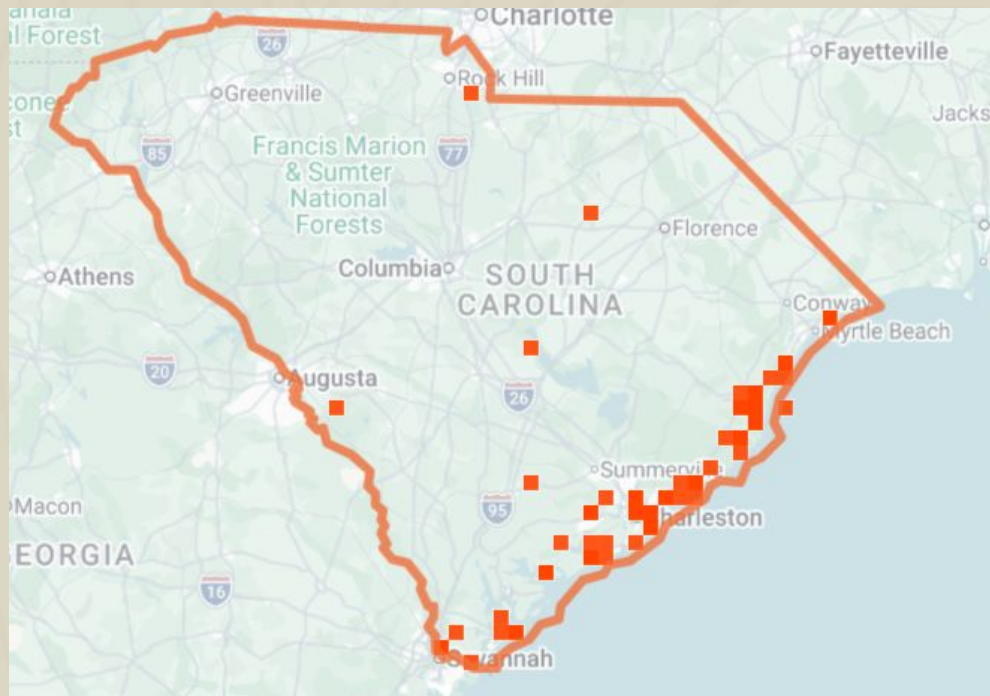 Charlotte
l Forest
26
Fayetteville
Rock Hill
Greenville
Jacks
85
Francis Marion
& Sumter
National
Forests
77
Florence
Athens
Columbia
SOUTH
CAROLINA
Conway
Myrtle Beach
20
Augusta
26
Summerville
95
Macon
Charleston
EORGIA
16
Savannah